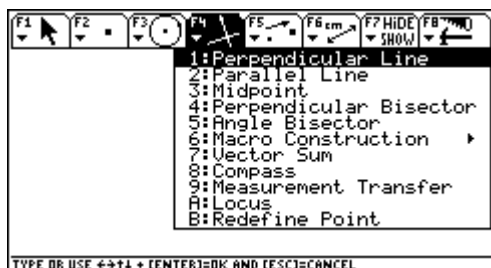 F1 F2 F3 F4 F5 F6 cm F7 HiDE SHOW F8
1:Perpendicular Line
2:Parallel Line
3:Midpoint
4:Perpendicular Bisector
5:Angle Bisector
6:Macro Construction ▸
7:Vector Sum
8:Compass
9:Measurement Transfer
A:Locus
B:Redefine Point
TYPE OR USE ←→↑↓ + [ENTER]=OK AND [ESC]=CANCEL